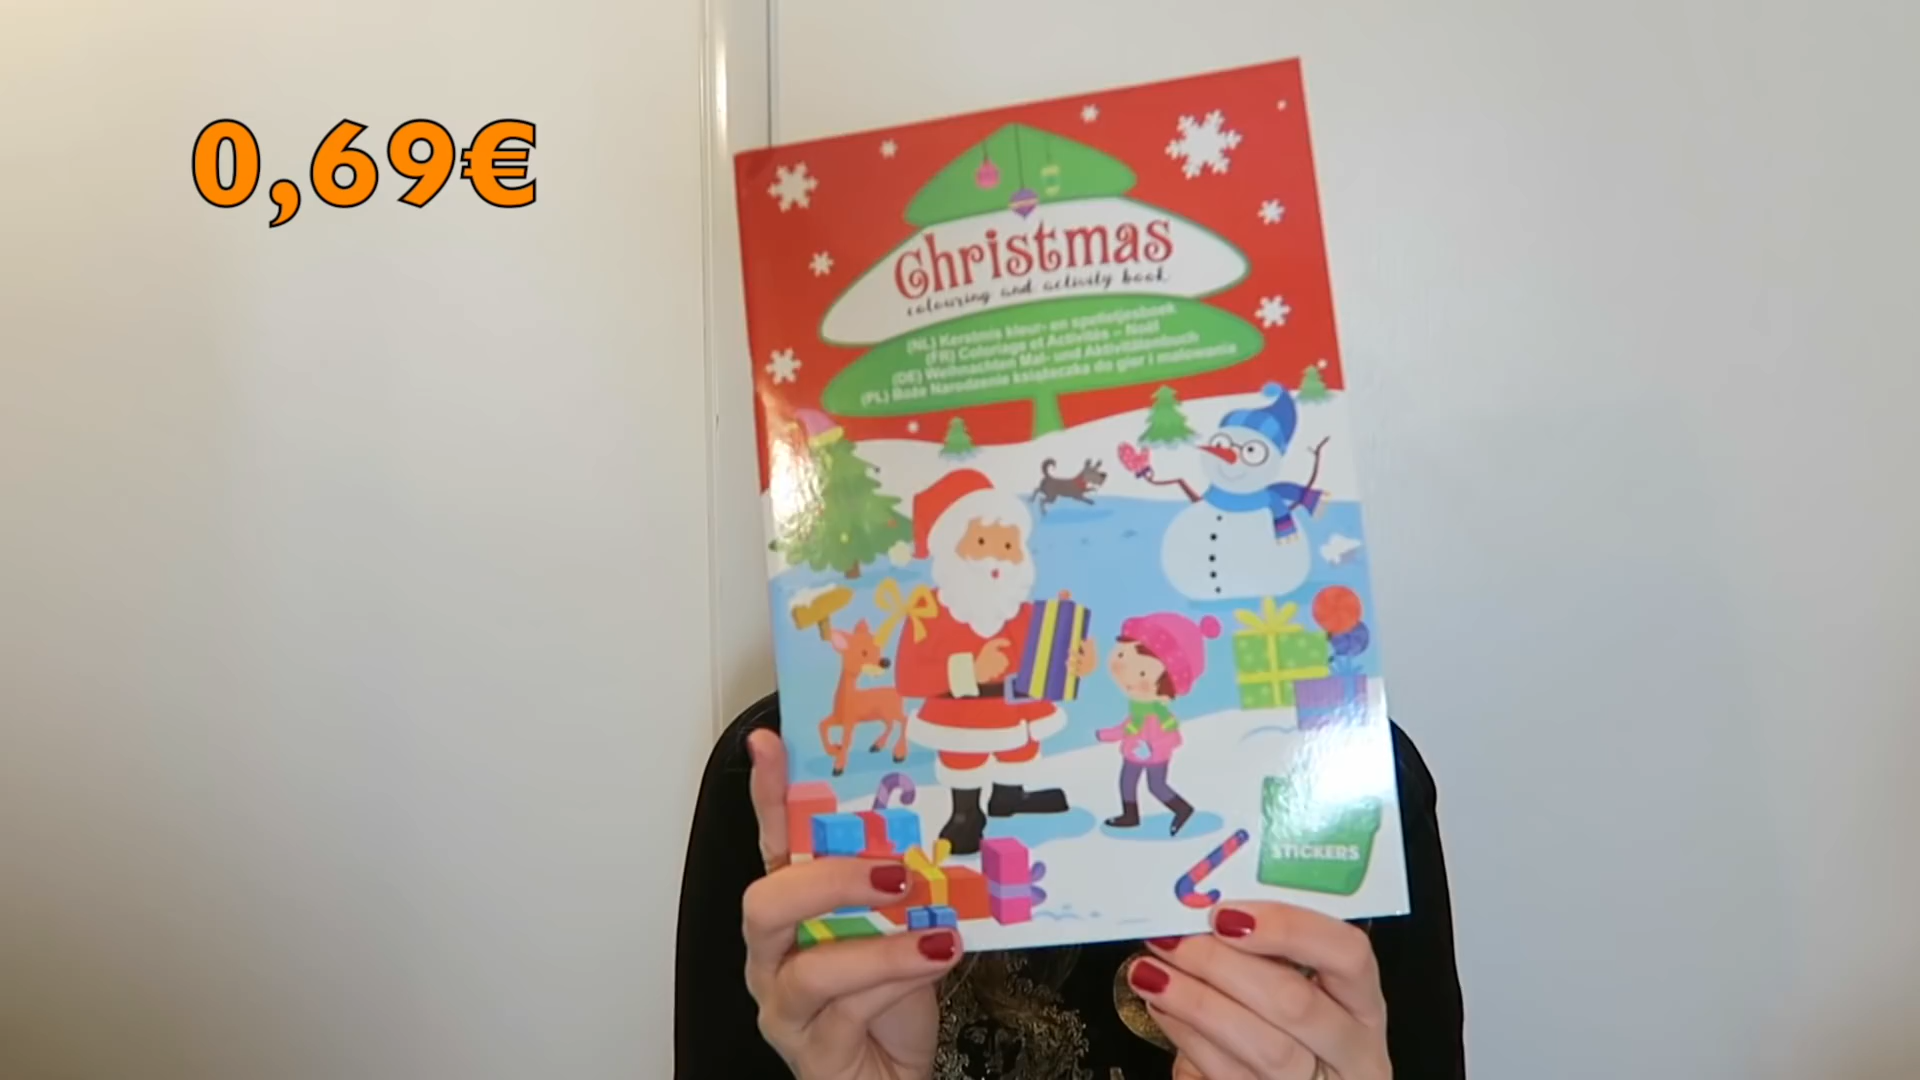 0,69€
Christmas
colouring and activity book
(NL) Kerstmis kleur- en spelletjesboek
(FR) Coloriage et Activités – Noël
(DE) Weihnachten Mal- und Aktivitätenbuch
(PL) Boże Narodzenie książeczka do gier i malowania
STICKERS